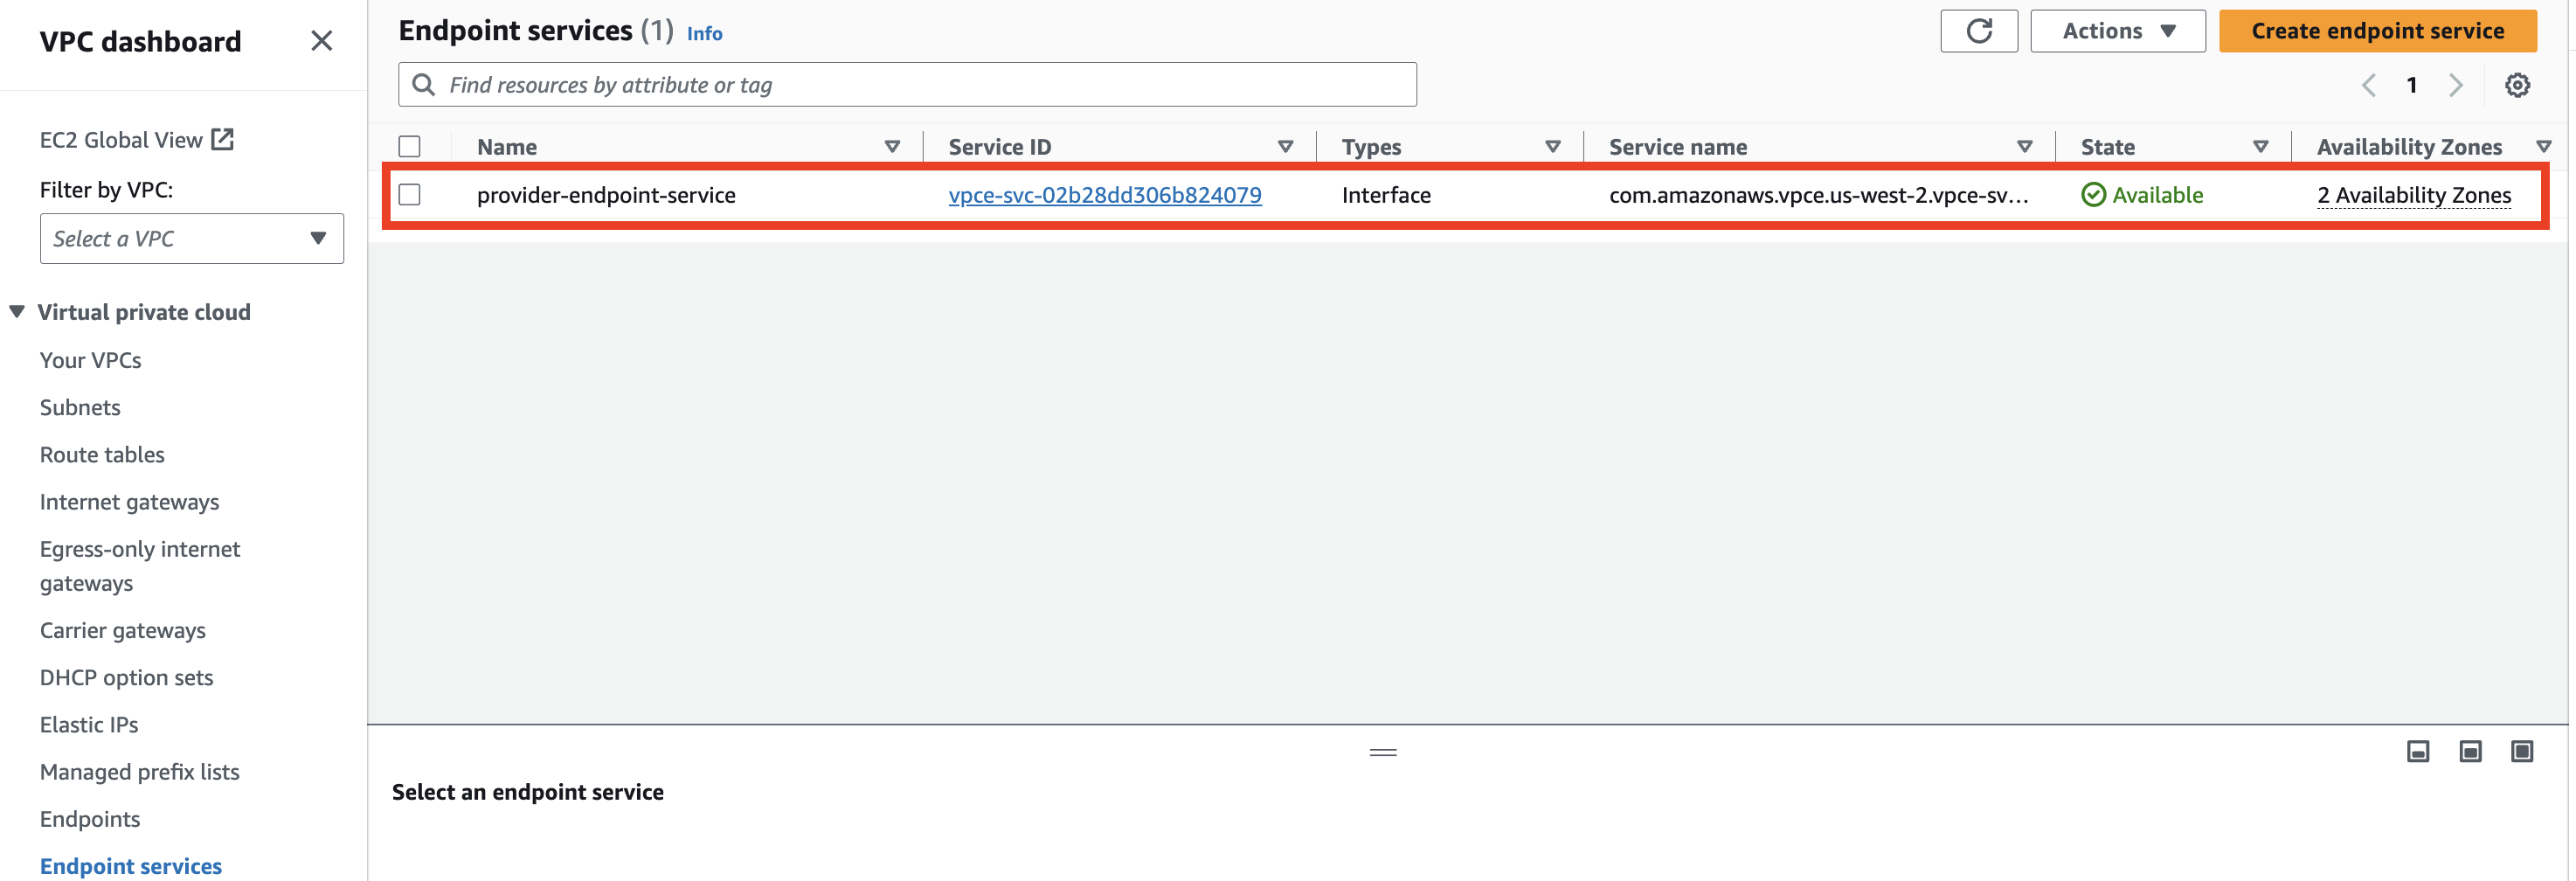 VPC dashboard
EC2 Global View
Filter by VPC:
Select a VPC
Virtual private cloud
Your VPCs
Subnets
Route tables
Internet gateways
Egress-only internet
gateways
Carrier gateways
DHCP option sets
Elastic IPs
Managed prefix lists
Endpoints
Endpoint services
Endpoint services (1) Info
Actions
Create endpoint service
Find resources by attribute or tag
1
Name Service ID Types Service name State Availability Zones
provider-endpoint-service vpce-svc-02b28dd306b824079 Interface com.amazonaws.vpce.us-west-2.vpce-sv... Available 2 Availability Zones
Select an endpoint service